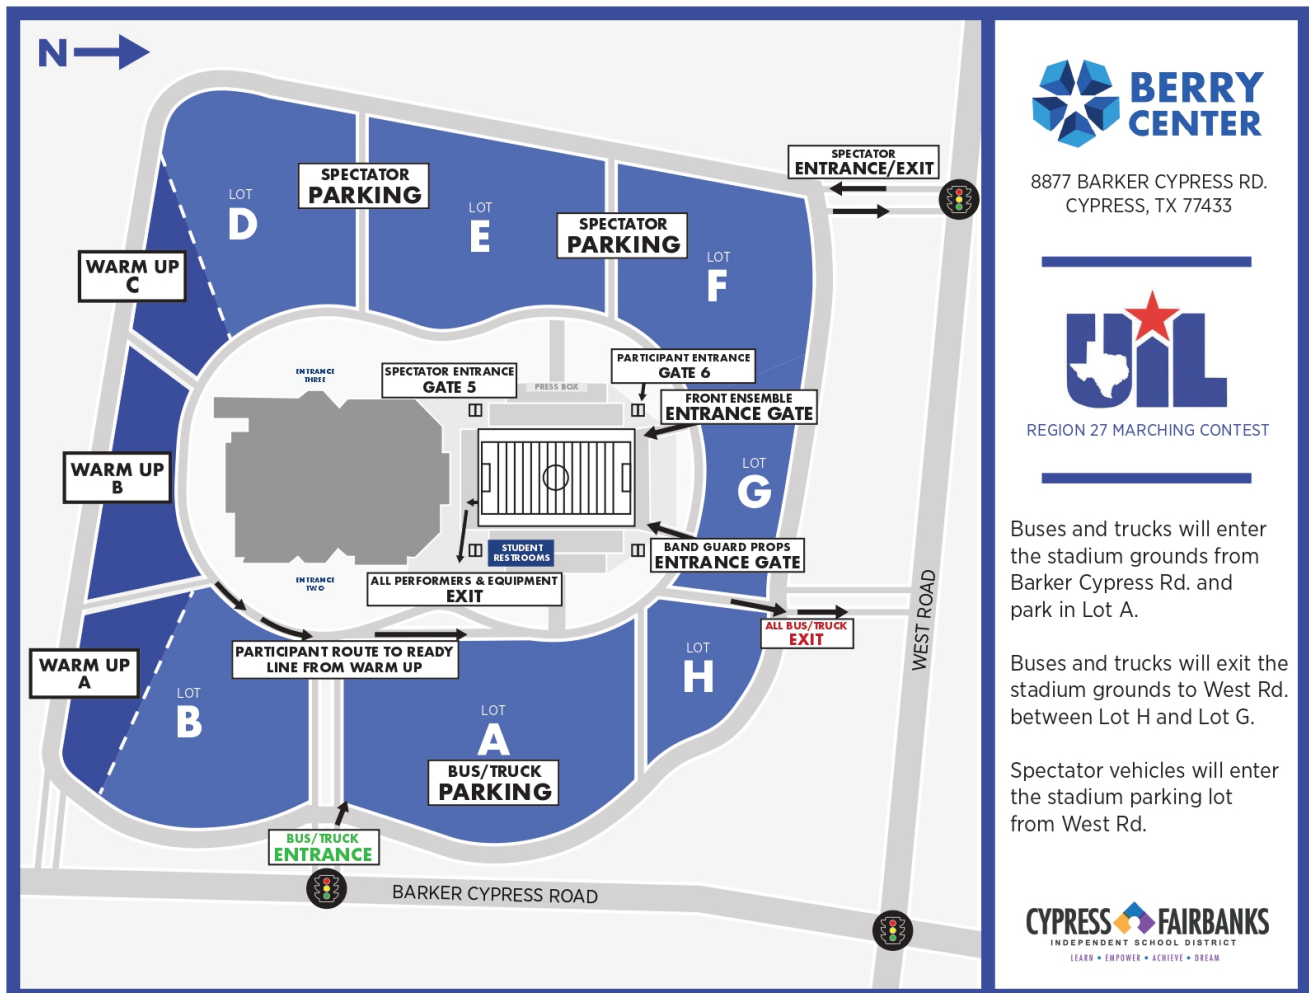 N
SPECTATOR
ENTRANCE/EXIT
SPECTATOR
PARKING
LOT
D
LOT
E
SPECTATOR
PARKING
LOT
F
WARM UP
C
ENTRANCE
THREE
SPECTATOR ENTRANCE
GATE 5
PRESS BOX
PARTICIPANT ENTRANCE
GATE 6
FRONT ENSEMBLE
ENTRANCE GATE
WARM UP
B
LOT
G
STUDENT
RESTROOMS
BAND GUARD PROPS
ENTRANCE GATE
ENTRANCE
TWO
ALL PERFORMERS & EQUIPMENT
EXIT
ALL BUS/TRUCK
EXIT
WEST ROAD
WARM UP
A
PARTICIPANT ROUTE TO READY
LINE FROM WARM UP
LOT
H
LOT
B
LOT
A
BUS/TRUCK
PARKING
BUS/TRUCK
ENTRANCE
BARKER CYPRESS ROAD
BERRY
CENTER
8877 BARKER CYPRESS RD.
CYPRESS, TX 77433
UIL
REGION 27 MARCHING CONTEST
Buses and trucks will enter
the stadium grounds from
Barker Cypress Rd. and
park in Lot A.
Buses and trucks will exit the
stadium grounds to West Rd.
between Lot H and Lot G.
Spectator vehicles will enter
the stadium parking lot
from West Rd.
CYPRESS FAIRBANKS
INDEPENDENT SCHOOL DISTRICT
LEARN • EMPOWER • ACHIEVE • DREAM